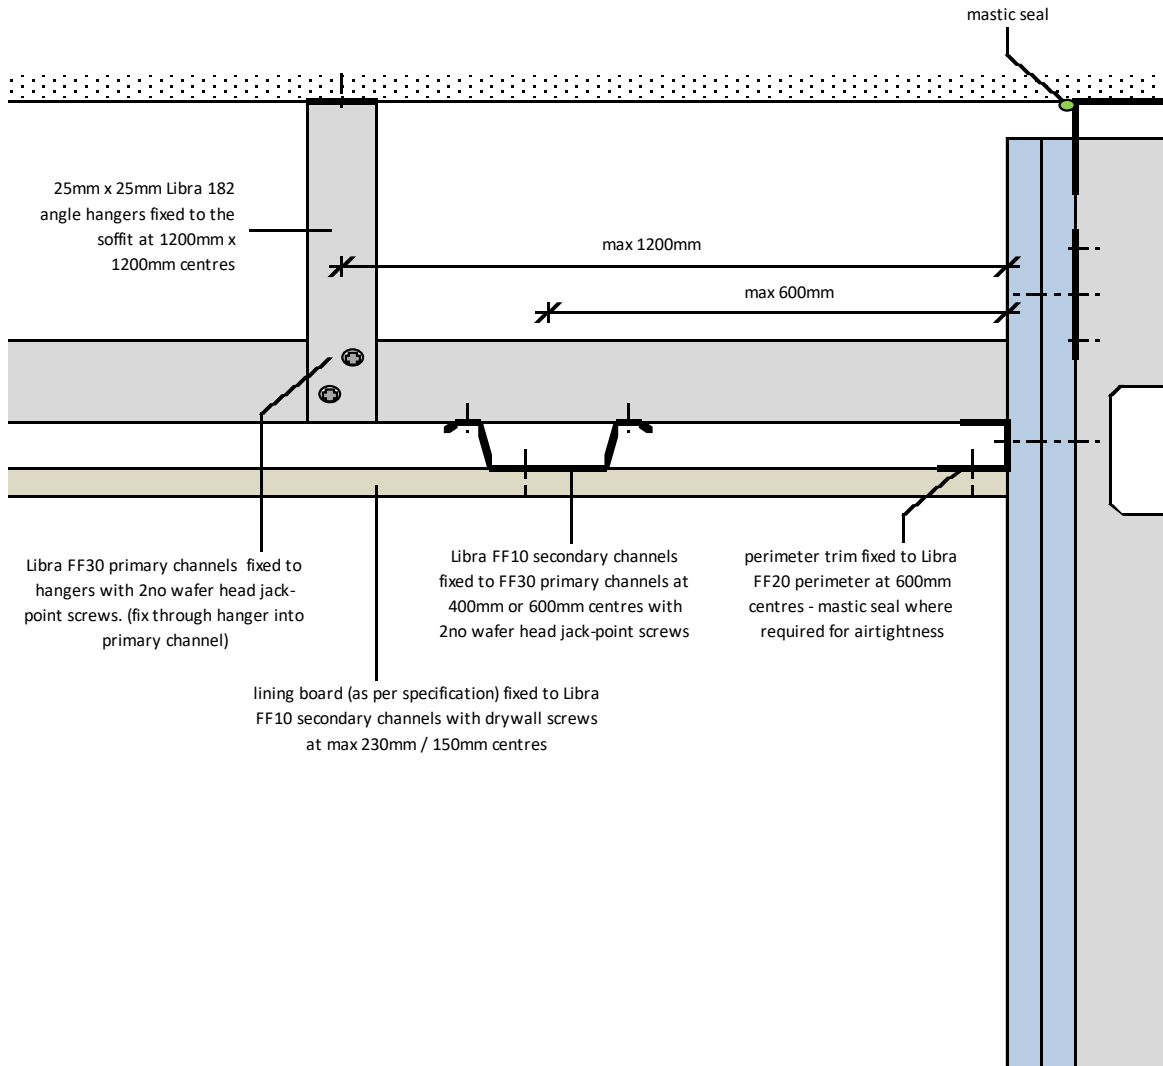 mastic seal
25mm x 25mm Libra 182
angle hangers fixed to the
soffit at 1200mm x
1200mm centres
max 1200mm
max 600mm
Libra FF30 primary channels fixed to
hangers with 2no wafer head jack-
point screws. (fix through hanger into
primary channel)
Libra FF10 secondary channels
fixed to FF30 primary channels at
400mm or 600mm centres with
2no wafer head jack-point screws
perimeter trim fixed to Libra
FF20 perimeter at 600mm
centres - mastic seal where
required for airtightness
lining board (as per specification) fixed to Libra
FF10 secondary channels with drywall screws
at max 230mm / 150mm centres